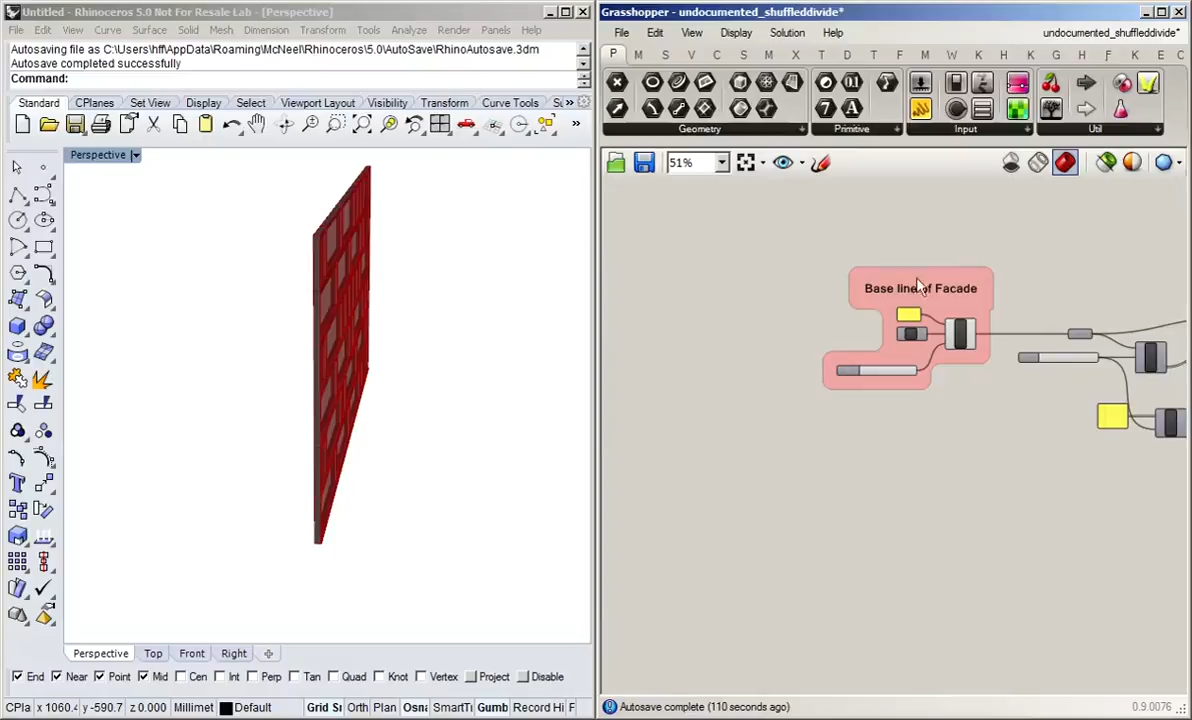 Untitled - Rhinoceros 5.0 Not For Resale Lab - [Perspective]
File Edit View Curve Surface Solid Mesh Dimension Transform Tools Analyze Render Panels Help
Autosaving file as C:\Users\hff\AppData\Roaming\McNeel\Rhinoceros\5.0\AutoSave\RhinoAutosave.3dm
Autosave completed successfully
Command:
Standard CPlanes Set View Display Select Viewport Layout Visibility Transform Curve Tools »
Perspective
Perspective Top Front Right
End Near Point Mid Cen Int Perp Tan Quad Knot Vertex Project Disable
CPla x 1060.4 y -590.7 z 0.000 Millimet Default Grid S Orth Plan Osna SmartTi Gumb Record Hi F
Grasshopper - undocumented_shuffleddivide*
File Edit View Display Solution Help undocumented_shuffleddivide*
P M S V C S M I T D T F M W T K K M U E H H F M K E C
Geometry Primitive Input Util
51%
Base line of Facade
Autosave complete (110 seconds ago) 0.9.0076